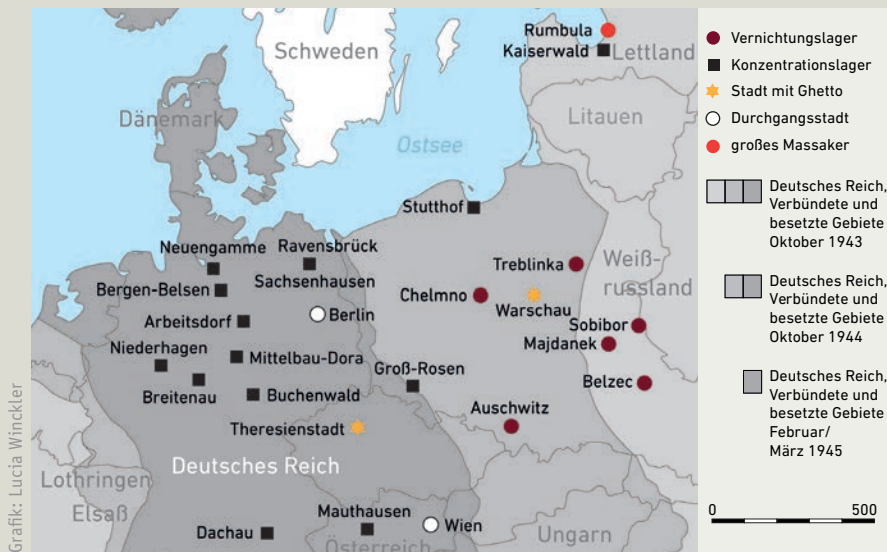 Schweden
Dänemark
Ostsee
Rumbula
Kaiserwald
Lettland
Litauen
Stutthof
Neuengamme
Ravensbrück
Sachsenhausen
Bergen-Belsen
Treblinka
Weiß-
russland
Chelmno
Warschau
Berlin
Arbeitsdorf
Sobibor
Majdanek
Niederhagen
Mittelbau-Dora
Groß-Rosen
Breitenau
Buchenwald
Belzec
Auschwitz
Theresienstadt
Deutsches Reich
Lothringen
Elsaß
Mauthausen
Wien
Dachau
Österreich
Ungarn
Vernichtungslager
Konzentrationslager
Stadt mit Ghetto
Durchgangsstadt
großes Massaker
Deutsches Reich,
Verbündete und
besetzte Gebiete
Oktober 1943
Deutsches Reich,
Verbündete und
besetzte Gebiete
Oktober 1944
Deutsches Reich,
Verbündete und
besetzte Gebiete
Februar/
März 1945
0 500
Grafik: Lucia Winckler